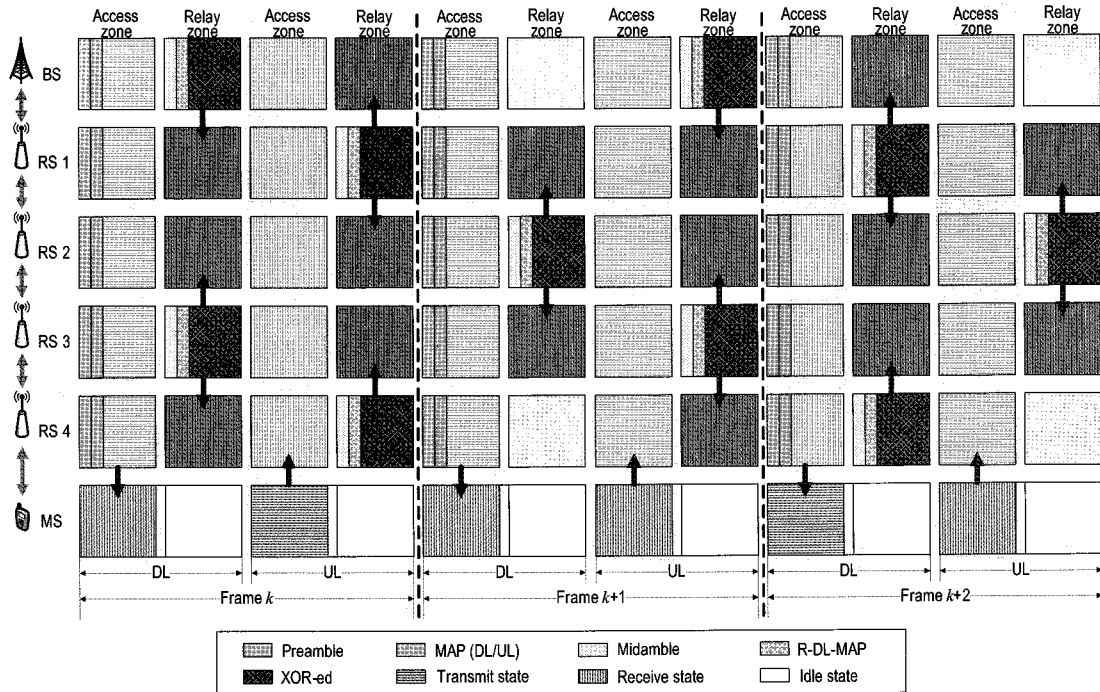 Access zone Relay zone Access zone Relay zone Access zone Relay zone Access zone Relay zone Access zone Relay zone Access zone Relay zone
BS
RS 1
RS 2
RS 3
RS 4
MS
DL UL DL UL DL UL
Frame k Frame k+1 Frame k+2
Preamble MAP (DL/UL) Midamble R-DL-MAP
XOR-ed Transmit state Receive state Idle state